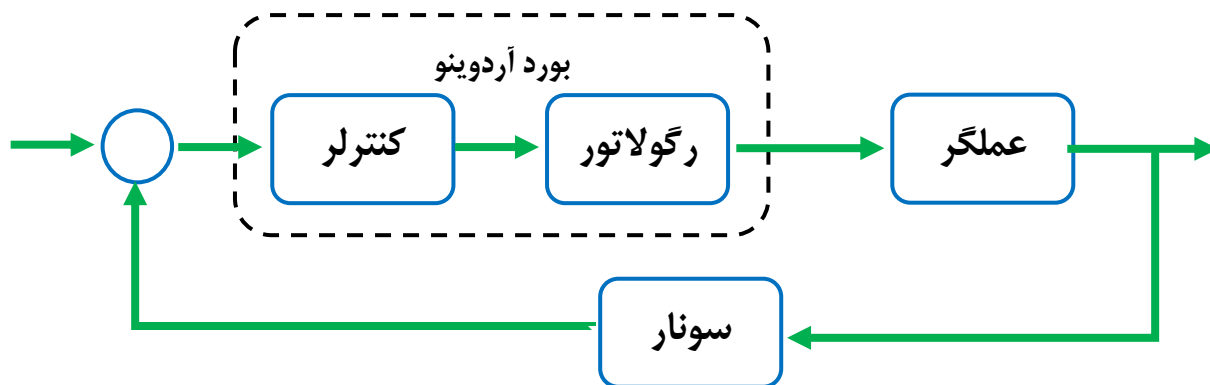 بورد آردوینو
کنترلر
رگولاتور
عملگر
سونار